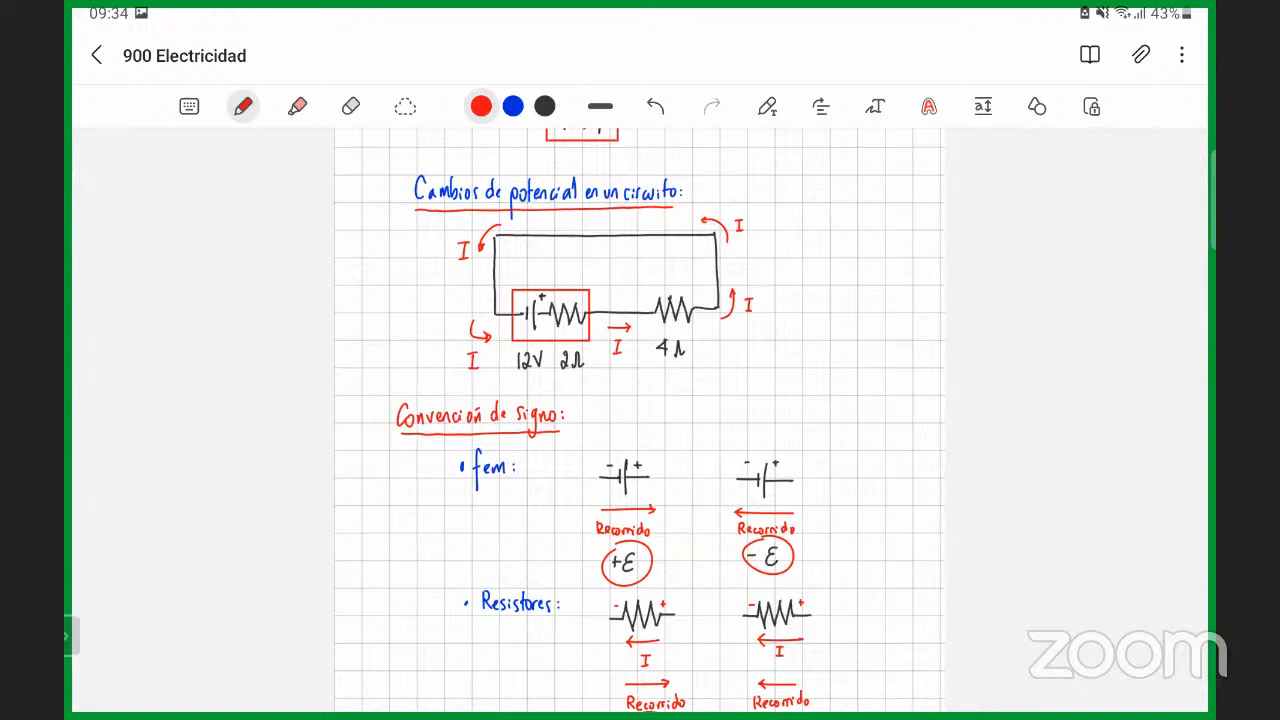 09:34
43%
900 Electricidad
Cambios de potencial en un circuito:
I
I
I
I
I
+
12V 2Ω
4Ω
Convención de signo:
• fem:
- +
- +
Recorrido
Recorrido
+ε
- ε
• Resistores:
- +
- +
I
I
Recorrido
Recorrido
zoom